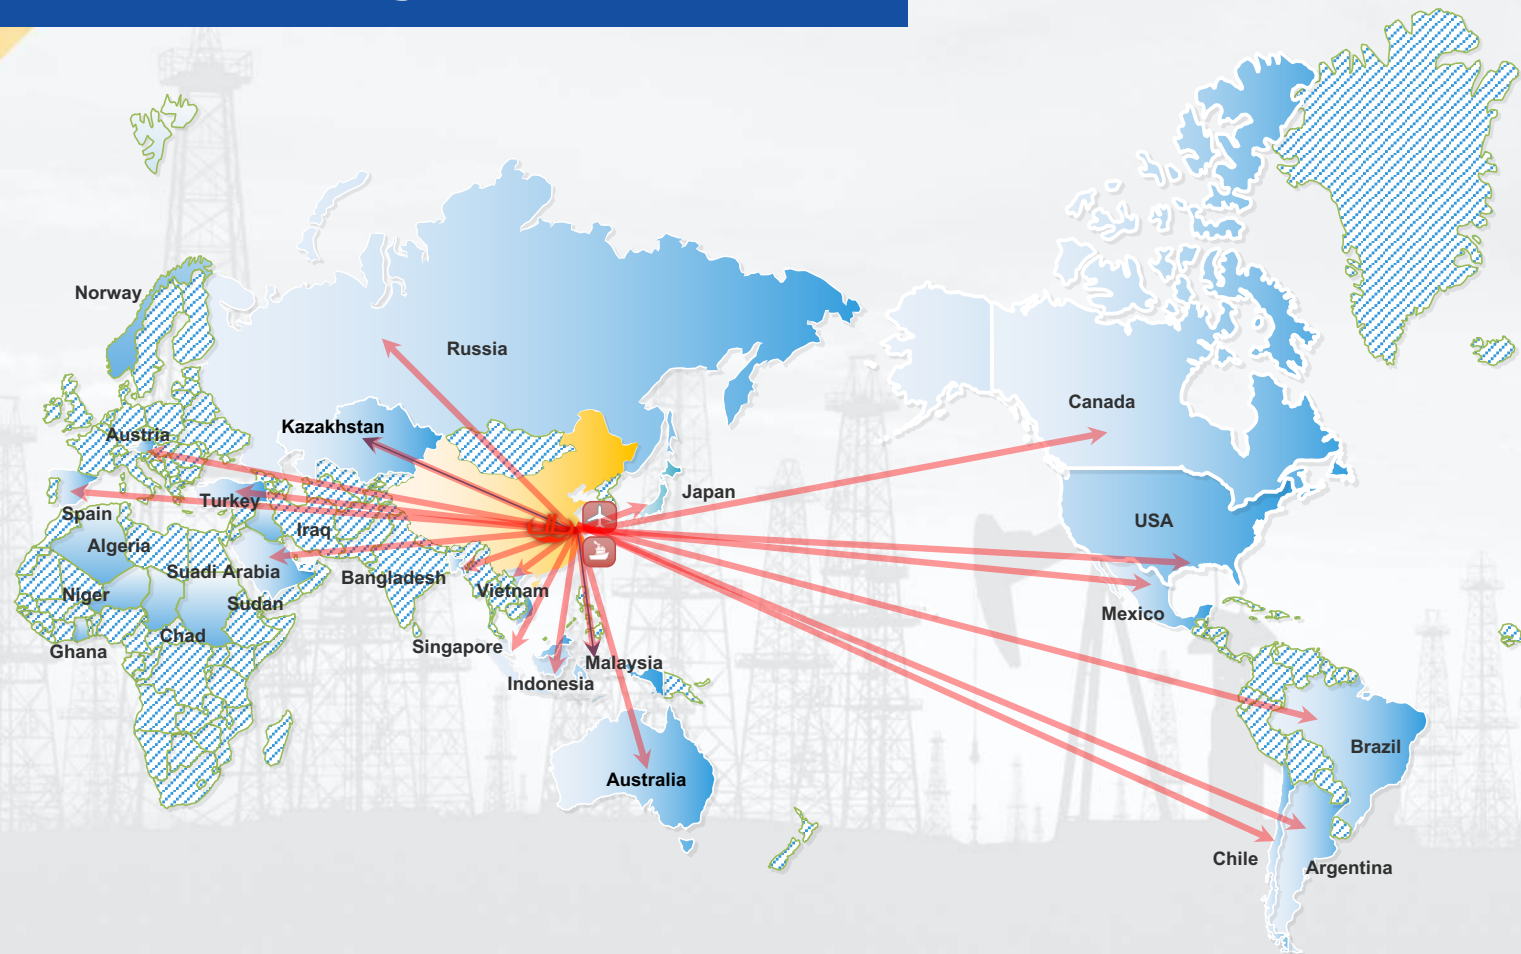 Norway
Russia
Canada
Kazakhstan
Austria
Japan
Turkey
Spain
USA
Iraq
Algeria
Suadi Arabia
Bangladesh
Vietnam
Niger
Sudan
Mexico
Chad
Ghana
Singapore
Malaysia
Indonesia
Brazil
Australia
Chile
Argentina